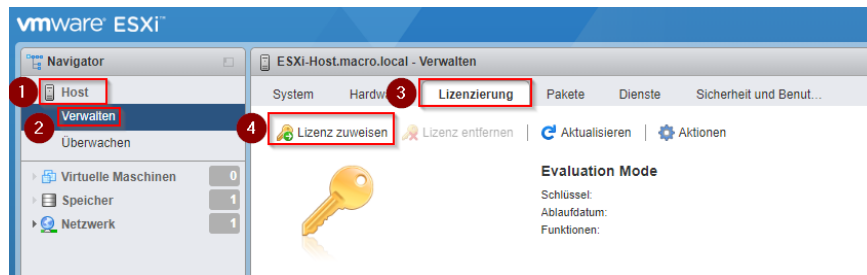 vmware ESXi™
Navigator
ESXi-Host.macro.local - Verwalten
1 Host
System Hardw 3 Lizenzierung Pakete Dienste Sicherheit und Benut...
2 Verwalten
4 Lizenz zuweisen Lizenz entfernen Aktualisieren Aktionen
Überwachen
Virtuelle Maschinen 0
Speicher 1
Netzwerk 1
Evaluation Mode
Schlüssel:
Ablaufdatum:
Funktionen: